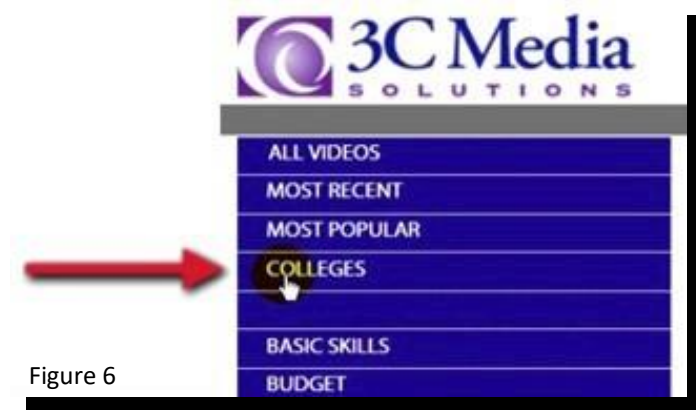 3C Media
SOLUTIONS
ALL VIDEOS
MOST RECENT
MOST POPULAR
COLLEGES
BASIC SKILLS
Figure 6
BUDGET